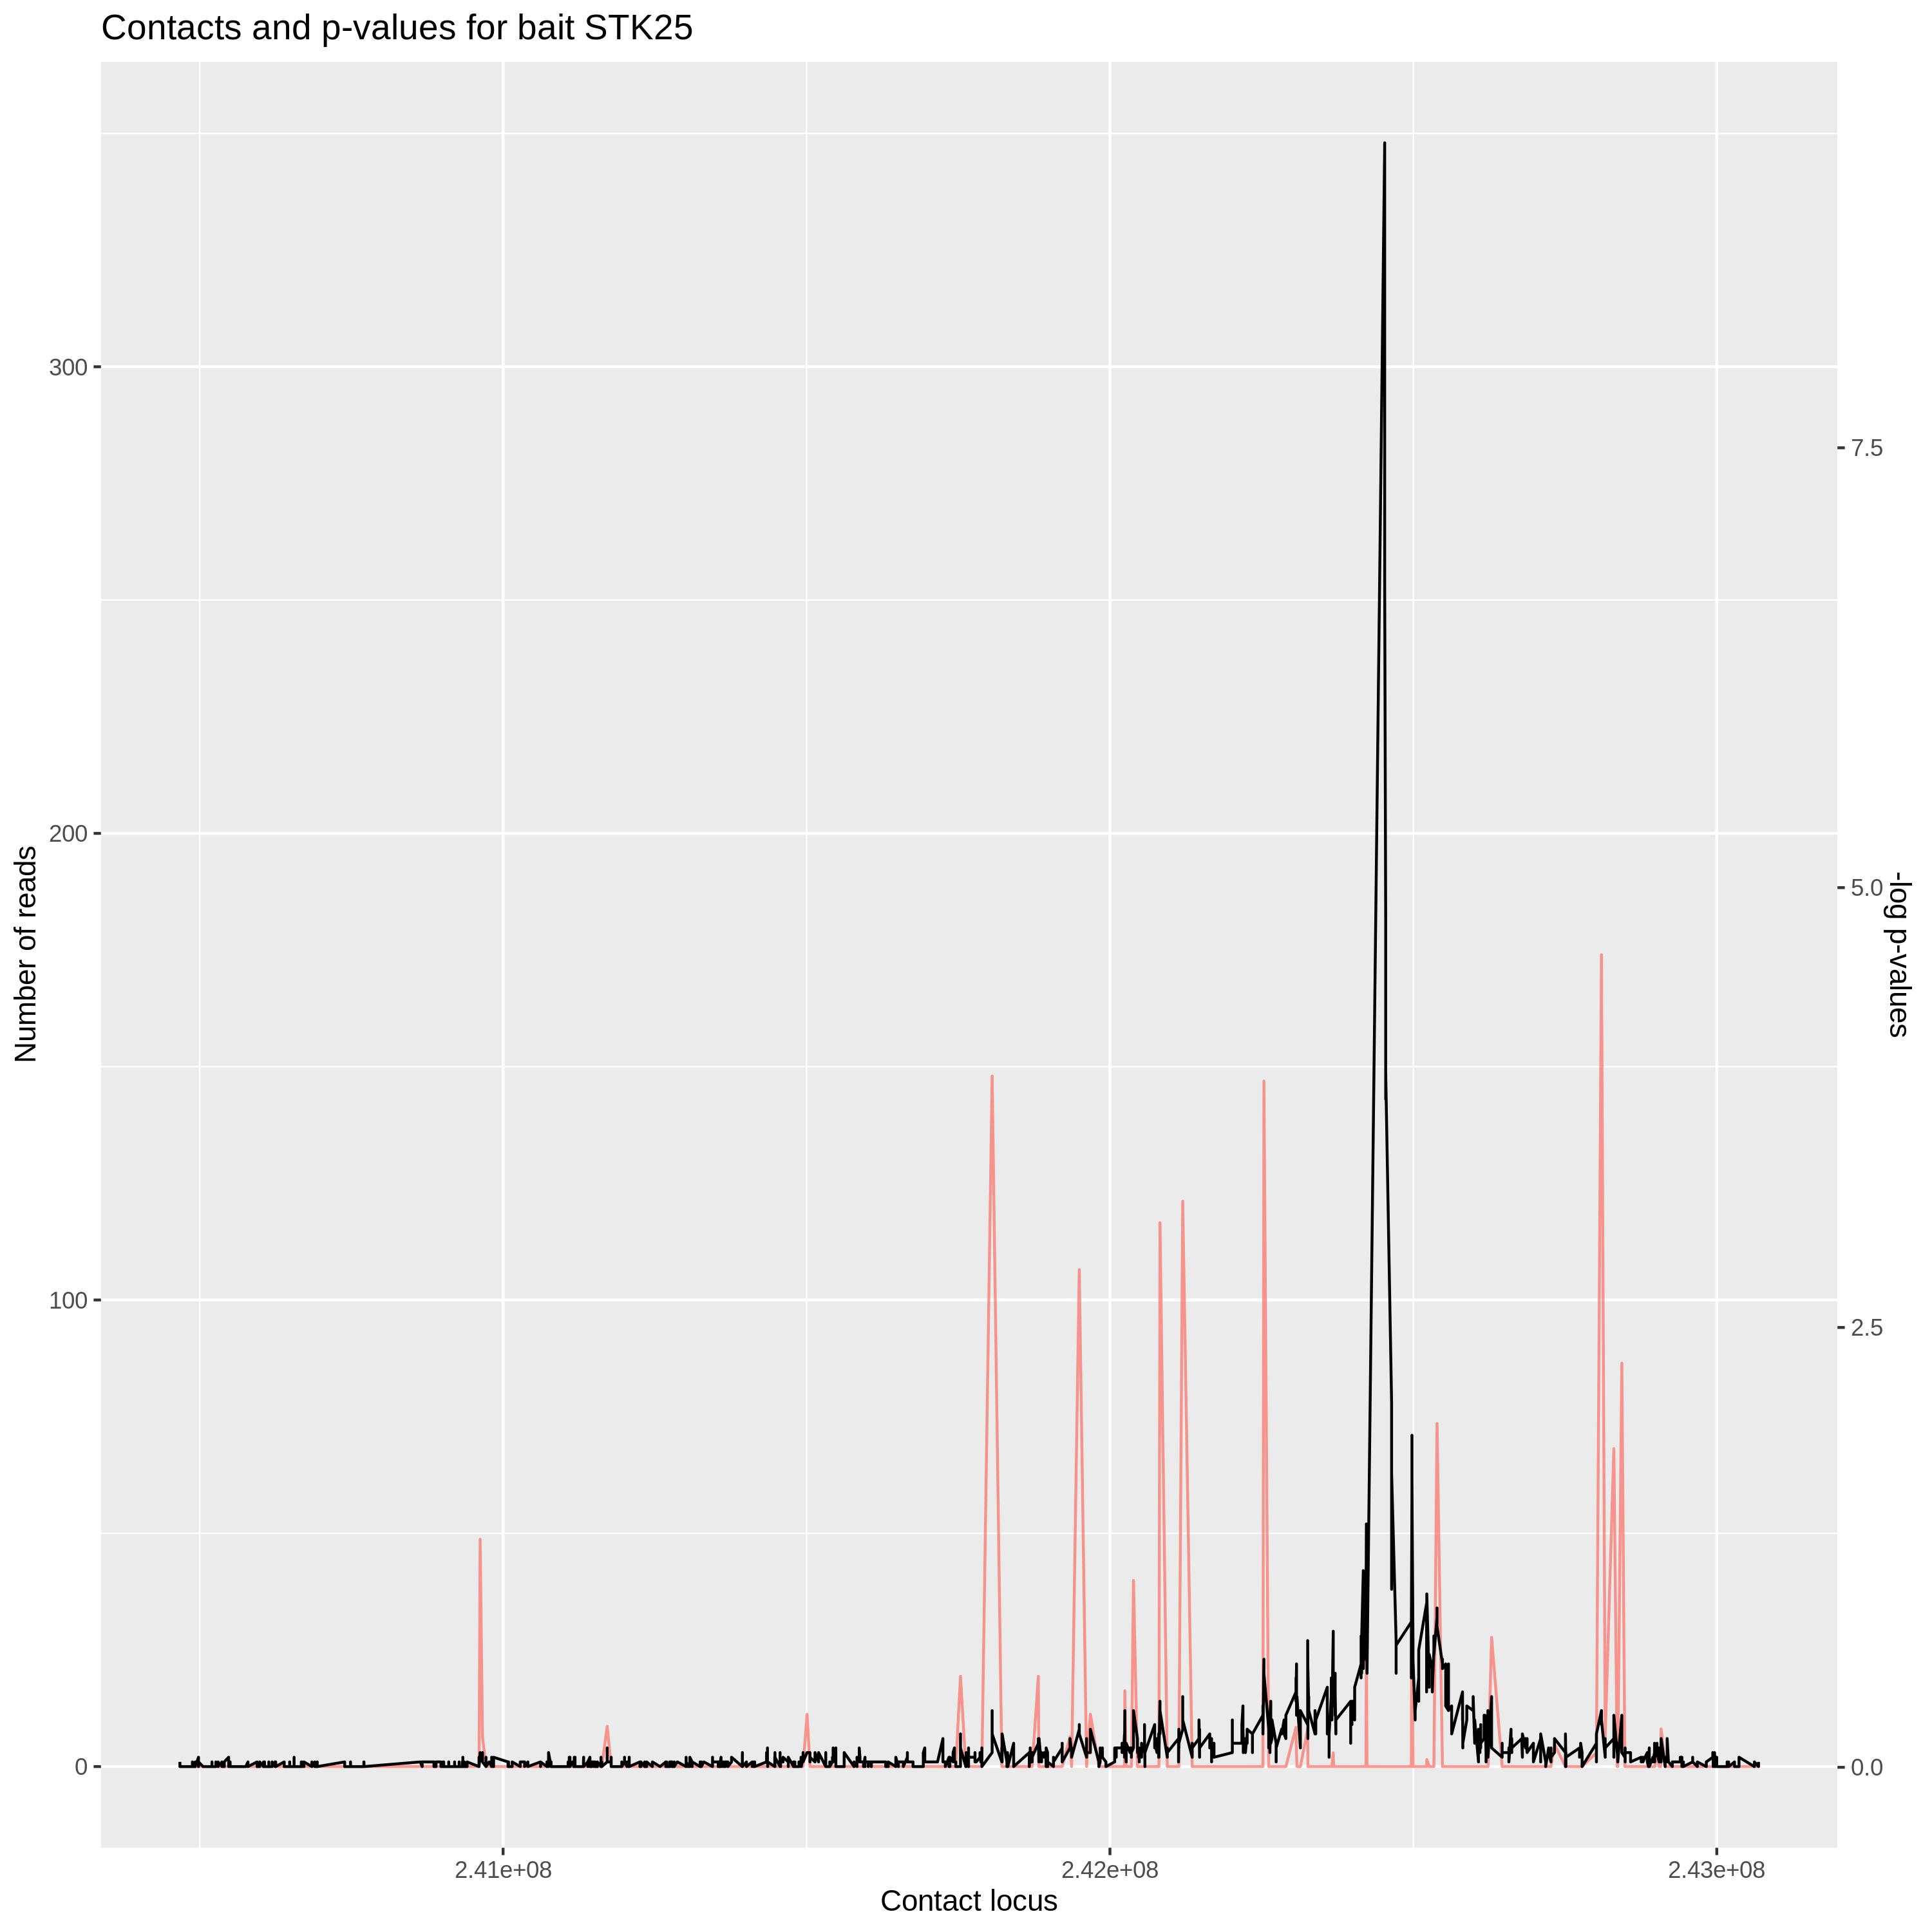 Contacts and p-values for bait STK25
300
200
100
0
Number of reads
7.5
5.0
2.5
0.0
-log p-values
2.41e+08
2.42e+08
2.43e+08
Contact locus